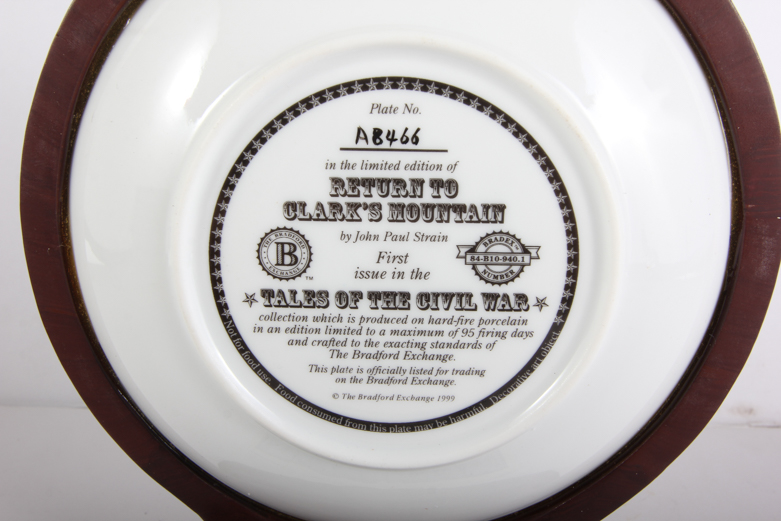 Plate No.
AB466
in the limited edition of
RETURN TO
CLARK'S MOUNTAIN
by John Paul Strain
THE BRADFORD
B
EXCHANGE
TM
First
issue in the
BRADEX™
84-B10-940.1
NUMBER
TALES OF THE CIVIL WAR
collection which is produced on hard-fire porcelain
in an edition limited to a maximum of 95 firing days
and crafted to the exacting standards of
The Bradford Exchange.
This plate is officially listed for trading
on the Bradford Exchange.
© The Bradford Exchange 1999
Not for food use. Food consumed from this plate may be harmful. Decorative art object.